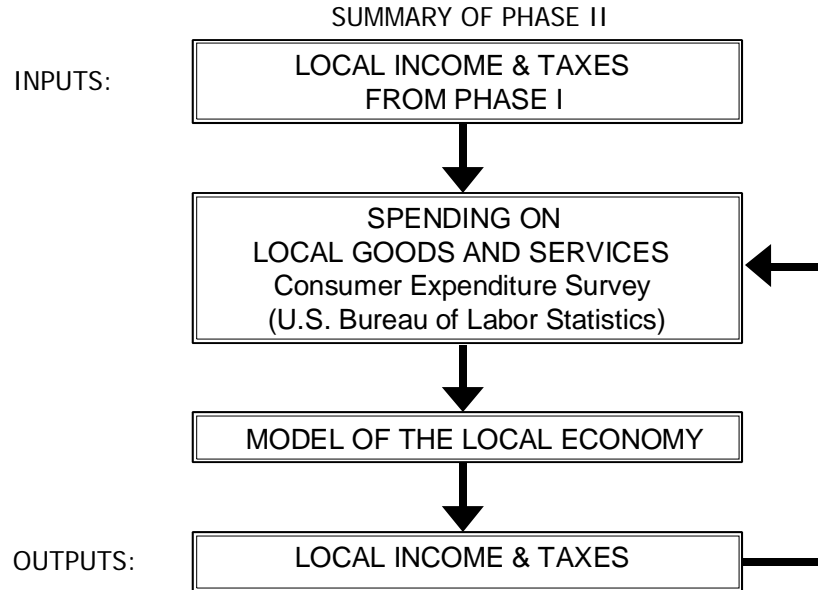 SUMMARY OF PHASE II
INPUTS:
LOCAL INCOME & TAXES
FROM PHASE I
SPENDING ON
LOCAL GOODS AND SERVICES
Consumer Expenditure Survey
(U.S. Bureau of Labor Statistics)
MODEL OF THE LOCAL ECONOMY
OUTPUTS:
LOCAL INCOME & TAXES